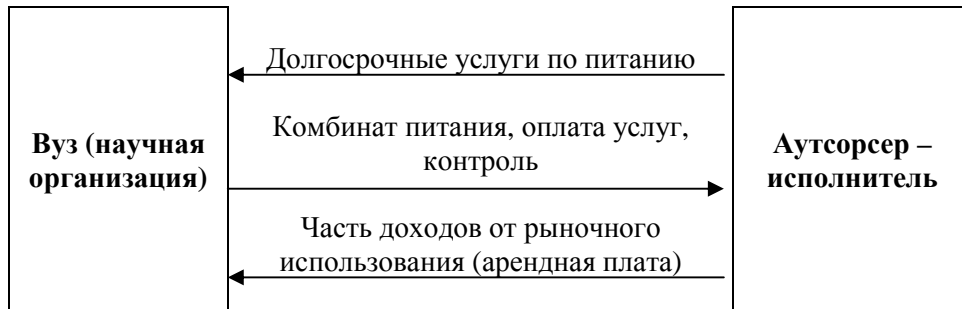 Долгосрочные услуги по питанию
Вуз (научная
организация)
Комбинат питания, оплата услуг,
контроль
Аутсорсер –
исполнитель
Часть доходов от рыночного
использования (арендная плата)